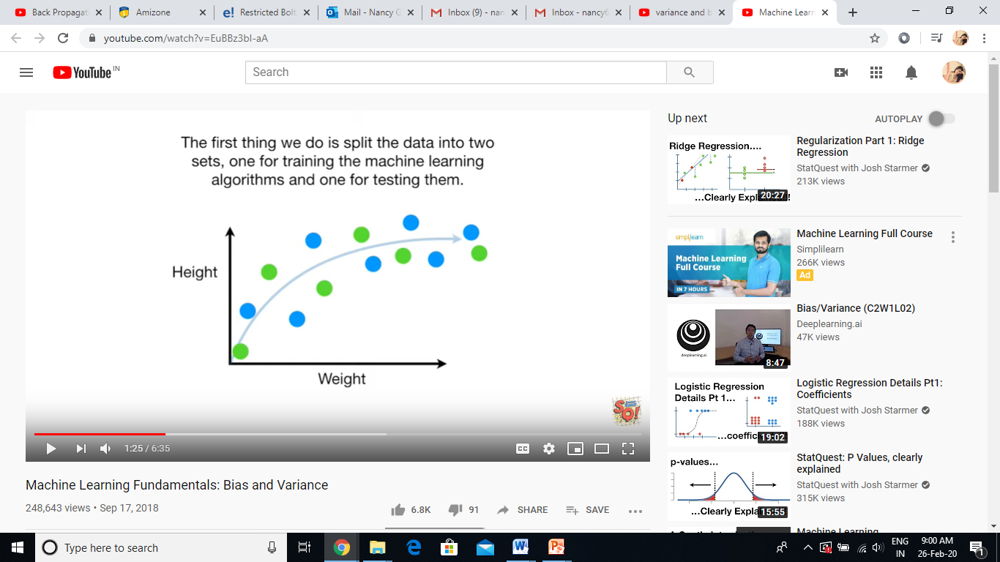 Back Propagat
Amizone
Restricted Bolt
Mail - Nancy G
Inbox (9) - nan
Inbox - nancy6
variance and b
Machine Learn
youtube.com/watch?v=EuBBz3bI-aA
YouTube IN
Search
The first thing we do is split the data into two
sets, one for training the machine learning
algorithms and one for testing them.
Height
Weight
SQ!
1:25 / 6:35
CC
Machine Learning Fundamentals: Bias and Variance
248,643 views • Sep 17, 2018
6.8K
91
SHARE
SAVE
Up next
AUTOPLAY
Ridge Regression....
...Clearly Expl
!!
20:27
Regularization Part 1: Ridge
Regression
StatQuest with Josh Starmer
213K views
simplilearn
Machine Learning
Full Course
IN 7 HOURS
Machine Learning Full Course
Simplilearn
266K views
Ad
deeplearning.ai
8:47
Bias/Variance (C2W1L02)
Deeplearning.ai
47K views
Logistic Regression
Details Pt 1...
...coeffici
19:02
Logistic Regression Details Pt1:
Coefficients
StatQuest with Josh Starmer
188K views
p-values...
...Clearly Expla
15:55
StatQuest: P Values, clearly
explained
StatQuest with Josh Starmer
315K views
Machine Learning
Type here to search
ENG
IN
9:00 AM
26-Feb-20
1